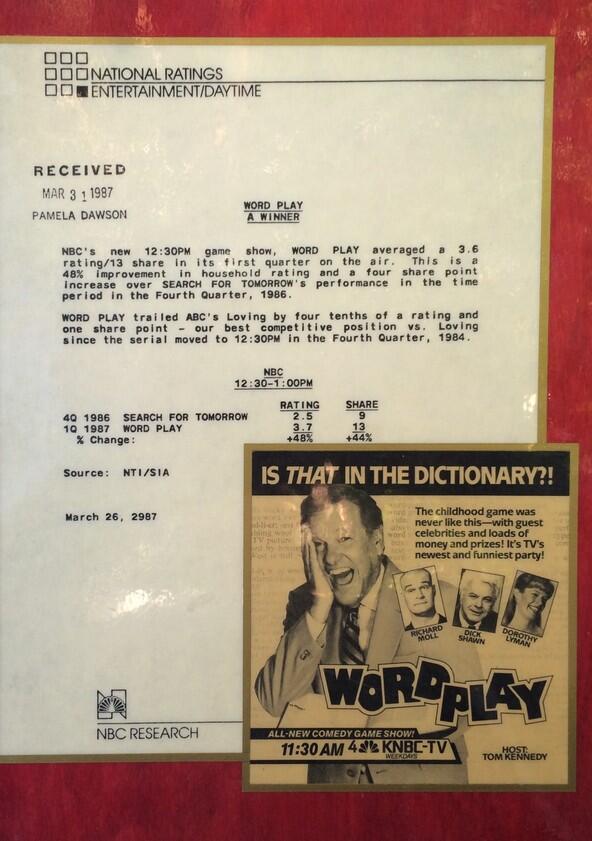 NATIONAL RATINGS
ENTERTAINMENT/DAYTIME
RECEIVED
MAR 31 1987
PAMELA DAWSON
WORD PLAY
A WINNER
NBC's new 12:30PM game show, WORD PLAY averaged a 3.6
rating/13 share in its first quarter on the air. This is a
48% improvement in household rating and a four share point
increase over SEARCH FOR TOMORROW's performance in the time
period in the Fourth Quarter, 1986.
WORD PLAY trailed ABC's Loving by four tenths of a rating and
one share point - our best competitive position vs. Loving
since the serial moved to 12:30PM in the Fourth Quarter, 1984.
NBC
12:30-1:00PM
RATING SHARE
4Q 1986 SEARCH FOR TOMORROW 2.5 9
1Q 1987 WORD PLAY 3.7 13
% Change: +48% +44%
Source: NTI/SIA
March 26, 2987
NBC RESEARCH
IS THAT IN THE DICTIONARY?!
The childhood game was
never like this—with guest
celebrities and loads of
money and prizes! It's TV's
newest and funniest party!
RICHARD MOLL
DICK SHAWN
DOROTHY LYMAN
WORDPLAY
ALL-NEW COMEDY GAME SHOW!
11:30 AM 4 KNBC-TV
WEEKDAYS
HOST:
TOM KENNEDY